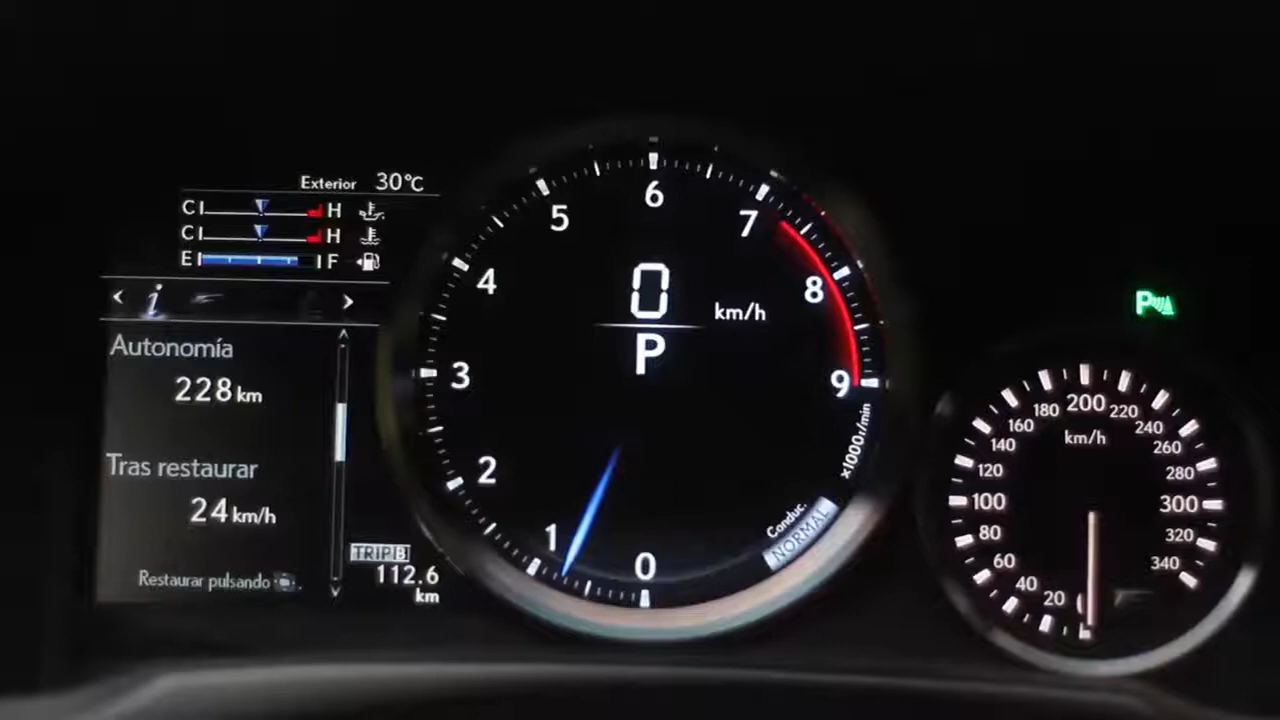 Exterior 30°C
C H
C H
E F
< i >
Autonomía
228 km
Tras restaurar
24 km/h
Restaurar pulsando
TRIP B
112.6
km
0 1 2 3 4 5 6 7 8 9
x1000r/min
0 km/h
P
Conduc.
NORMAL
P
20 40 60 80 100 120 140 160 180 200 220 240 260 280 300 320 340
km/h